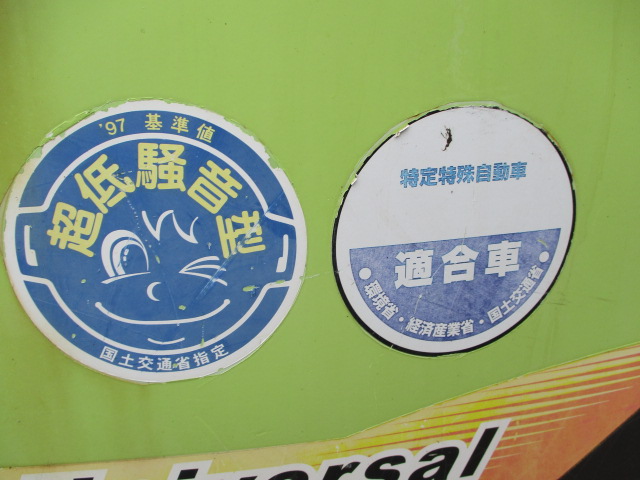 '97 基準値
超低騒音型
国土交通省指定
特定特殊自動車
適合車
環境省・経済産業省・国土交通省
Universal